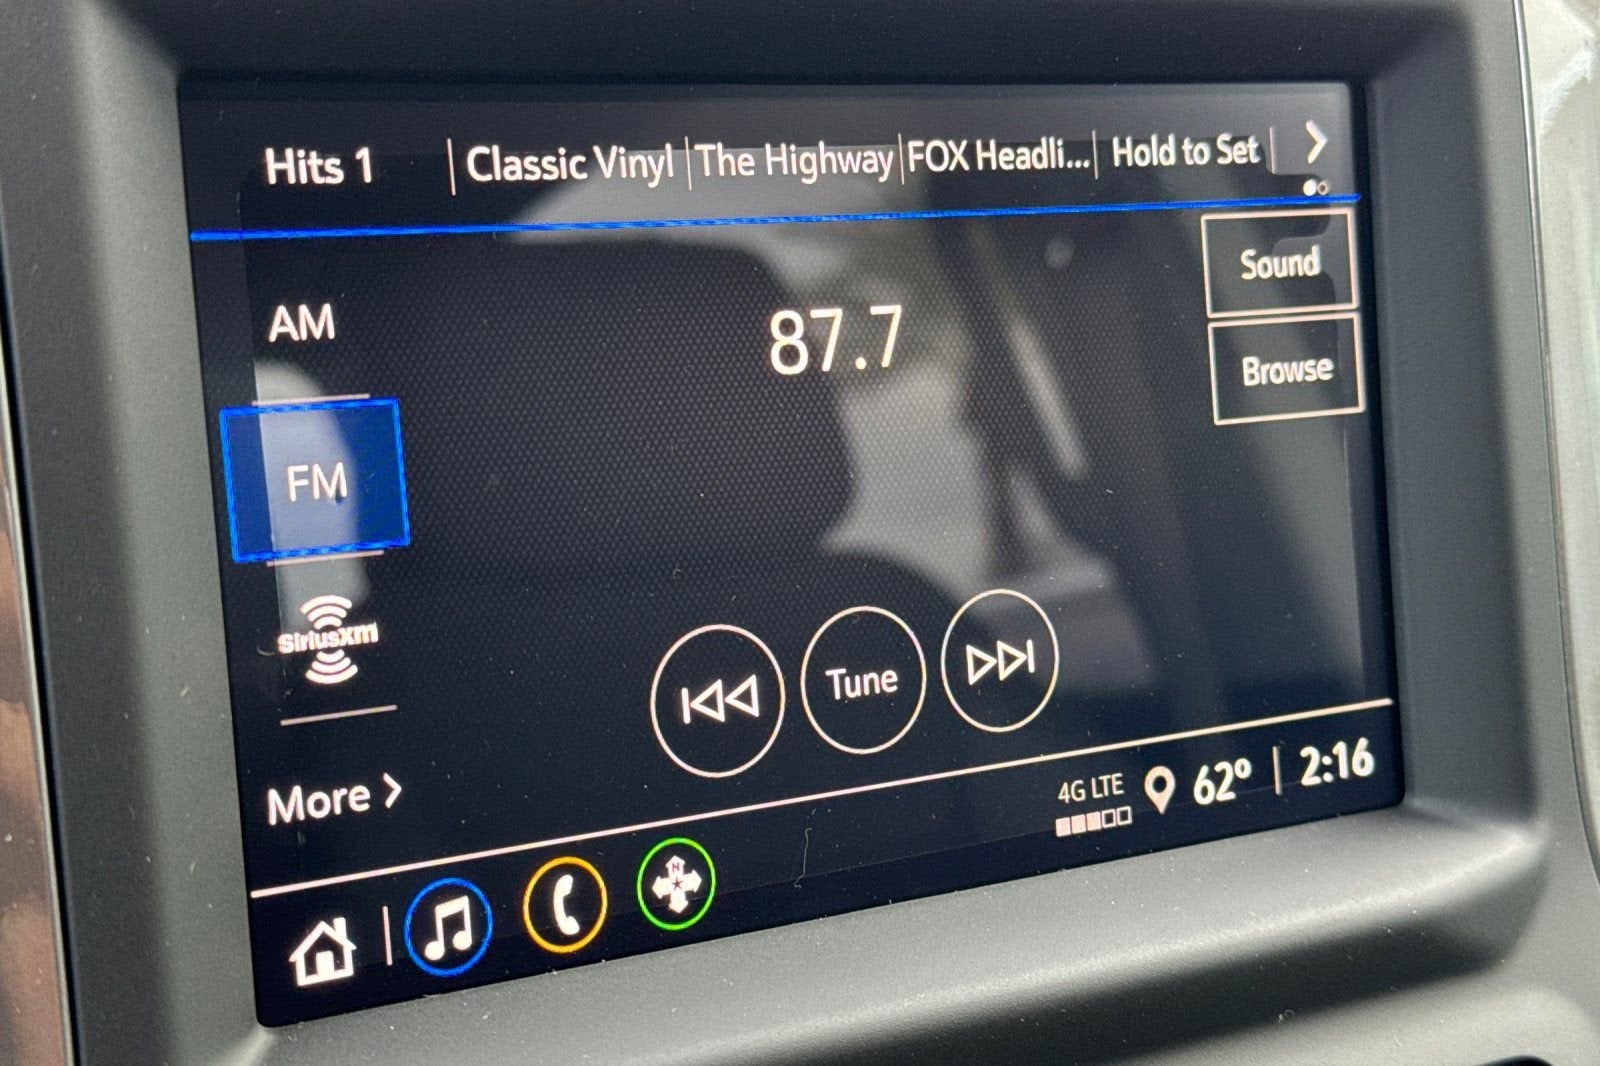 Hits 1 Classic Vinyl The Highway FOX Headli... Hold to Set
Sound
AM
87.7
Browse
FM
SiriusXM
Tune
More
4G LTE 62° 2:16
N